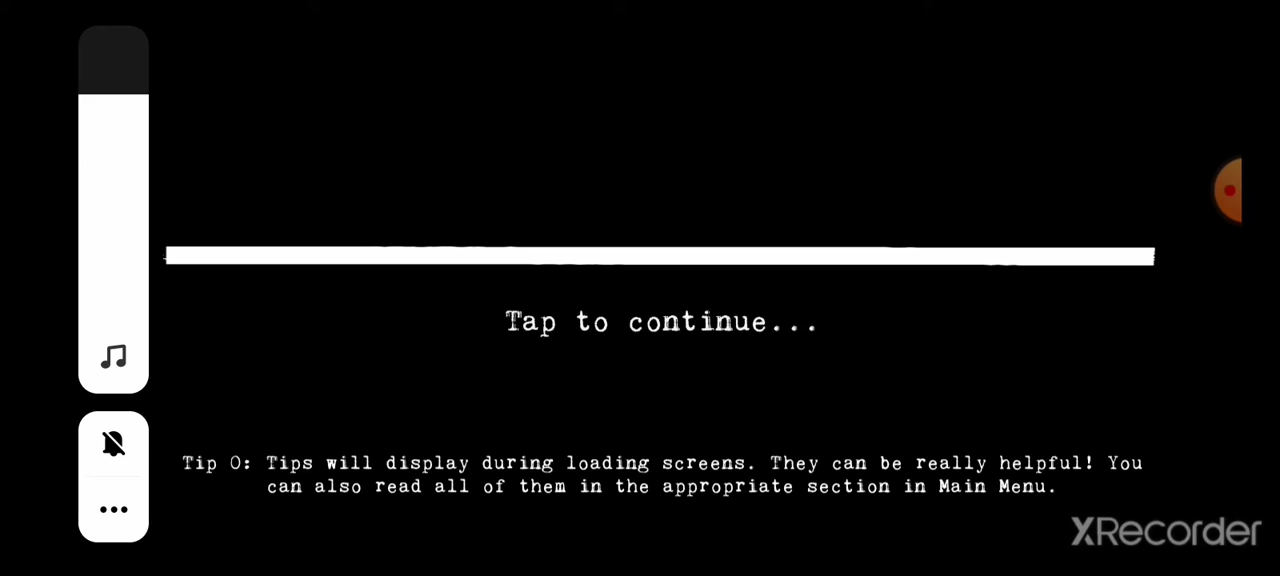 Tap to continue...
Tip 0: Tips will display during loading screens. They can be really helpful! You
can also read all of them in the appropriate section in Main Menu.
XRecorder